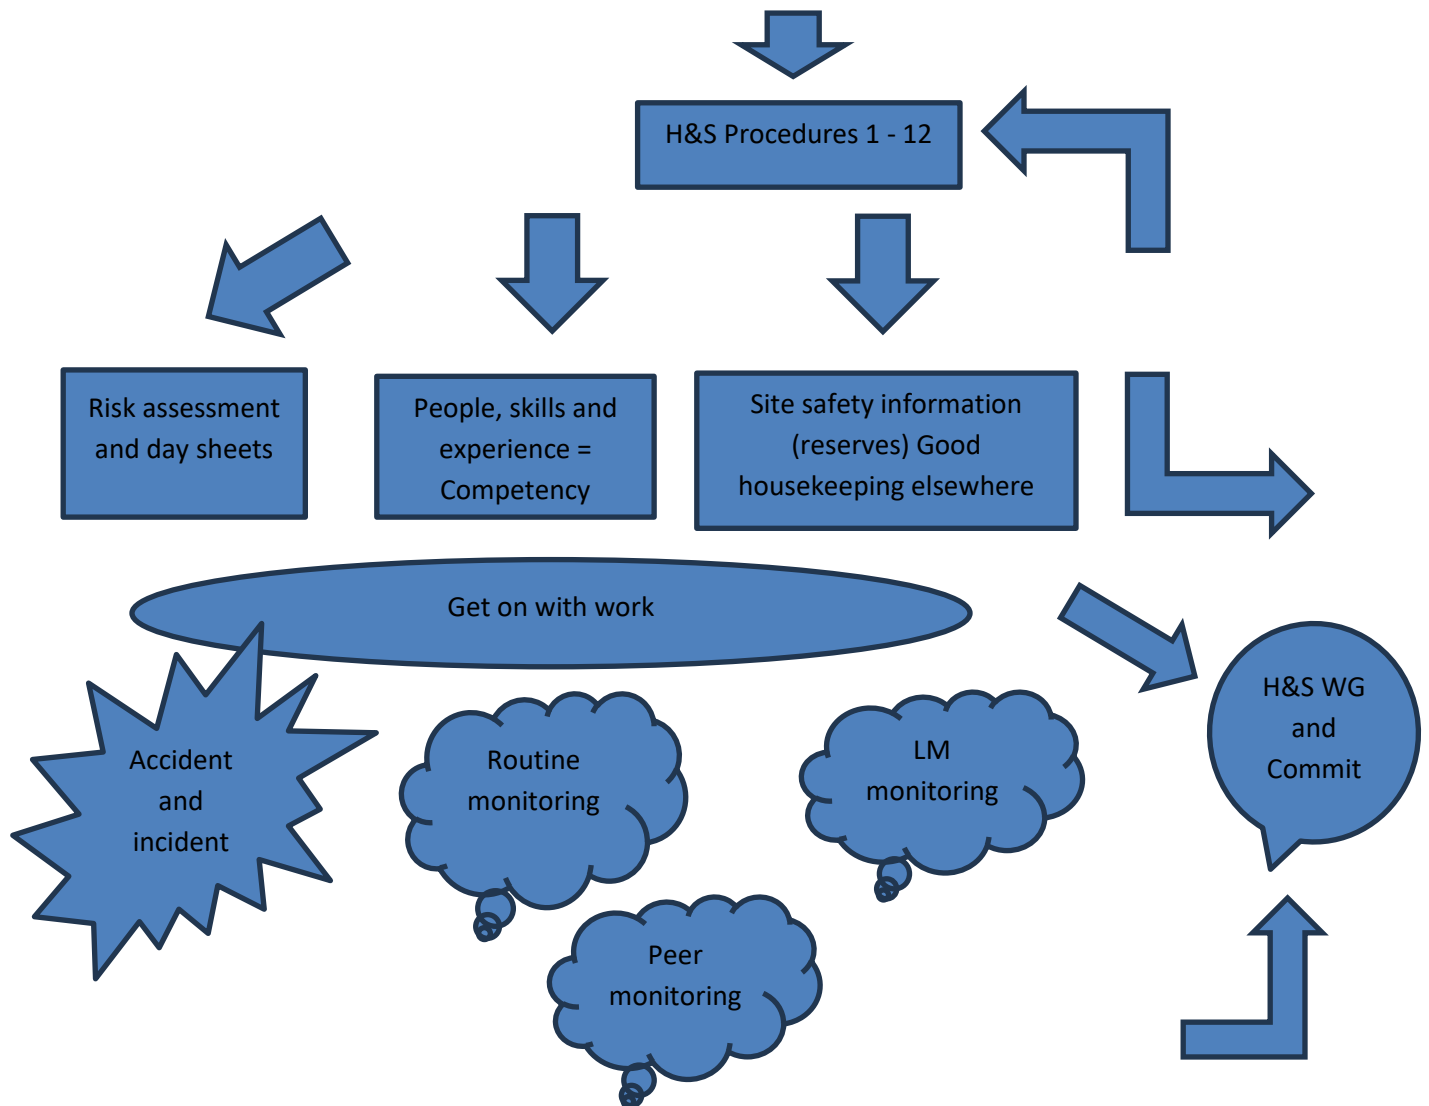 H&S Procedures 1 - 12
Risk assessment
and day sheets
People, skills and
experience =
Competency
Site safety information
(reserves) Good
housekeeping elsewhere
Get on with work
Accident
and
incident
Routine
monitoring
LM
monitoring
H&S WG
and
Commit
Peer
monitoring